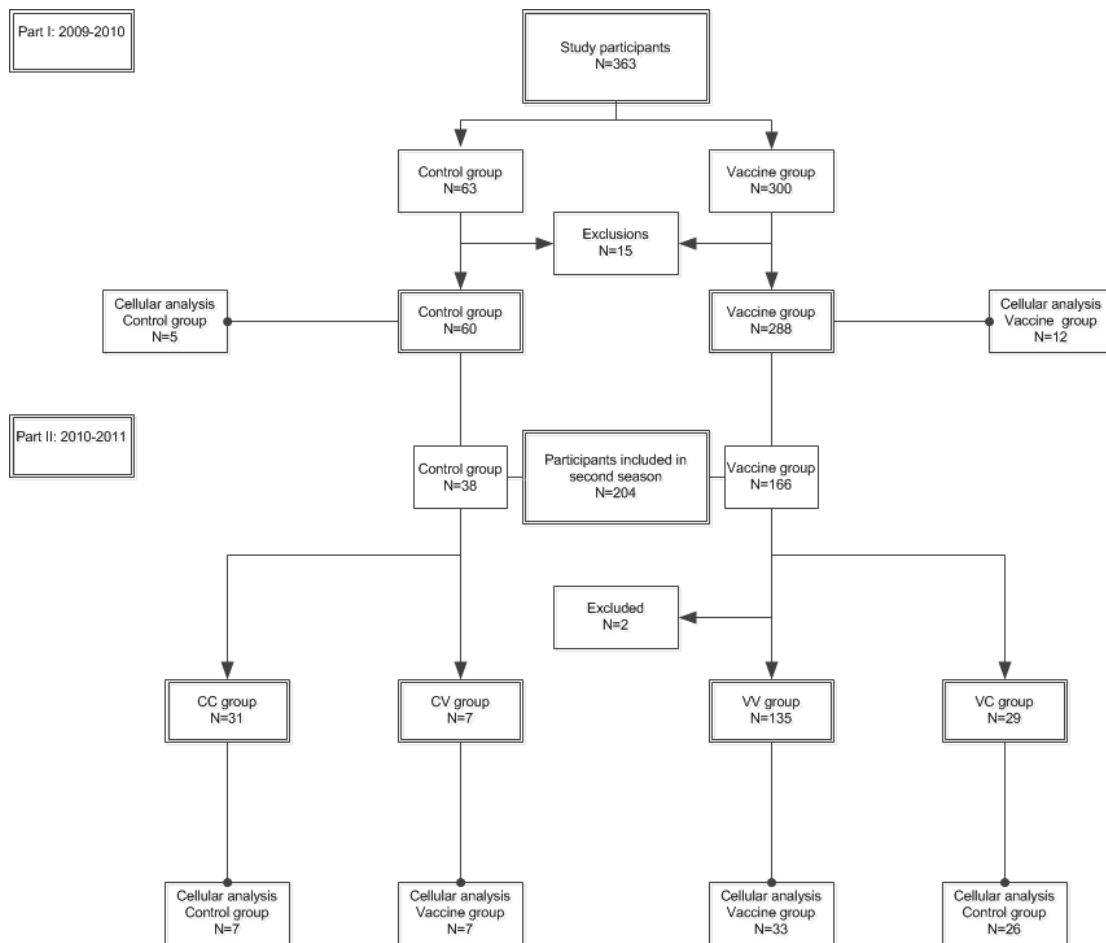 Part I: 2009-2010
Study participants
N=363
Control group
N=63
Vaccine group
N=300
Exclusions
N=15
Cellular analysis
Control group
N=5
Control group
N=60
Vaccine group
N=288
Cellular analysis
Vaccine group
N=12
Part II: 2010-2011
Control group
N=38
Participants included in
second season
N=204
Vaccine group
N=166
Excluded
N=2
CC group
N=31
CV group
N=7
VV group
N=135
VC group
N=29
Cellular analysis
Control group
N=7
Cellular analysis
Vaccine group
N=7
Cellular analysis
Vaccine group
N=33
Cellular analysis
Control group
N=26